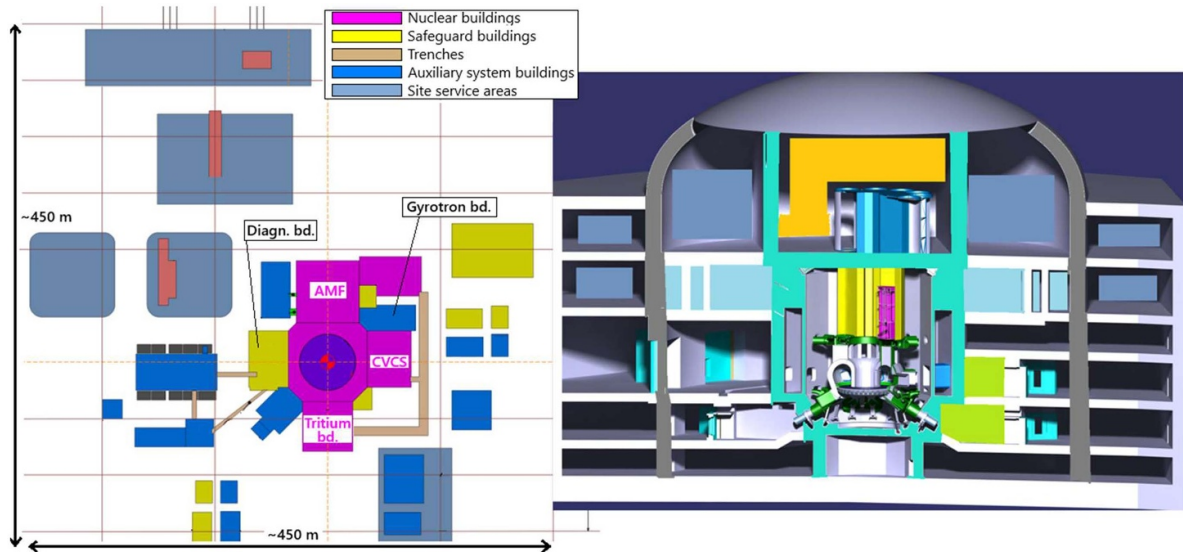 Nuclear buildings
Safeguard buildings
Trenches
Auxiliary system buildings
Site service areas
~450 m
Gyrotron bd.
Diagn. bd.
AMF
CVCS
Tritium
bd.
~450 m